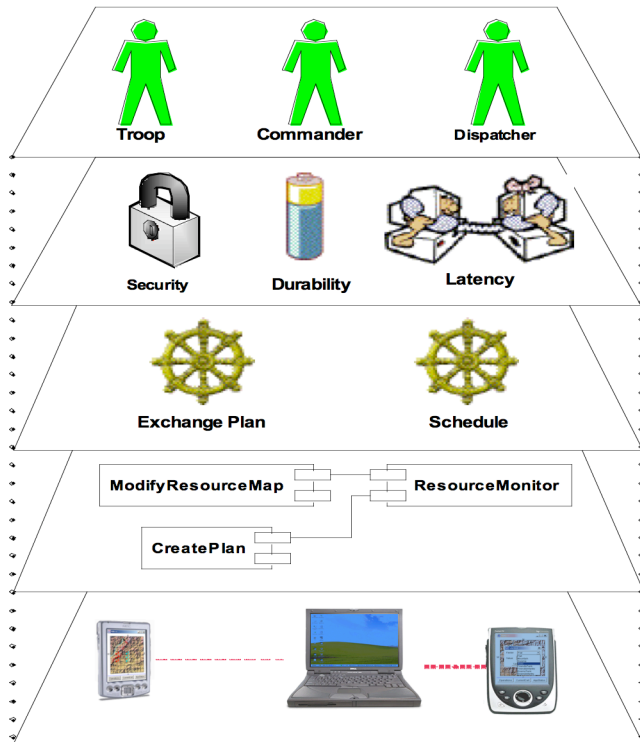 Troop
Commander
Dispatcher
Security
Durability
Latency
Exchange Plan
Schedule
ModifyResourceMap
ResourceMonitor
CreatePlan